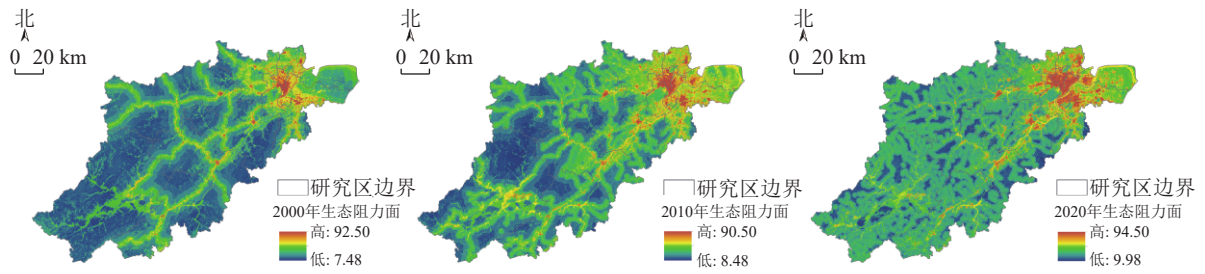 北
0 20 km
研究区边界
2000年生态阻力面
高: 92.50
低: 7.48
北
0 20 km
研究区边界
2010年生态阻力面
高: 90.50
低: 8.48
北
0 20 km
研究区边界
2020年生态阻力面
高: 94.50
低: 9.98